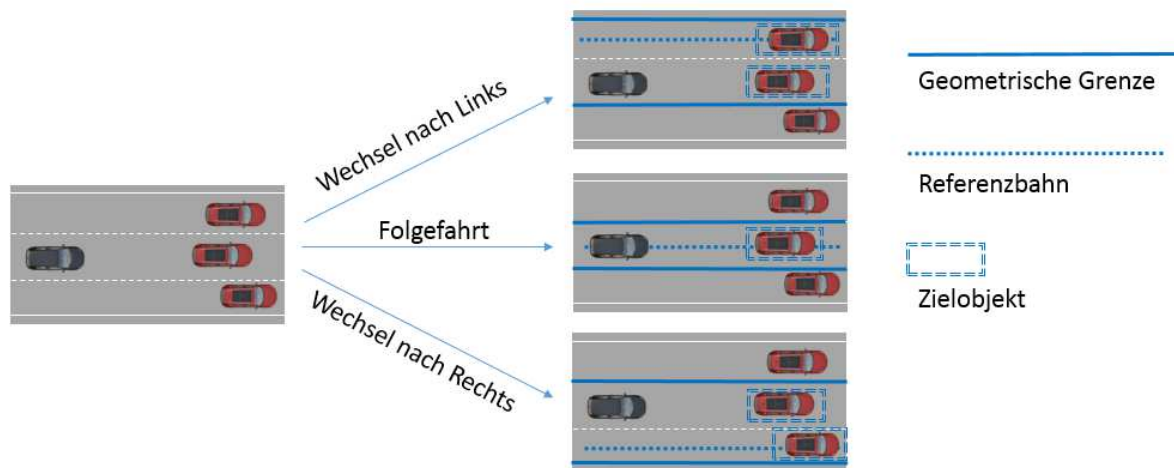 Wechsel nach Links
Folgefahrt
Wechsel nach Rechts
Geometrische Grenze
Referenzbahn
Zielobjekt